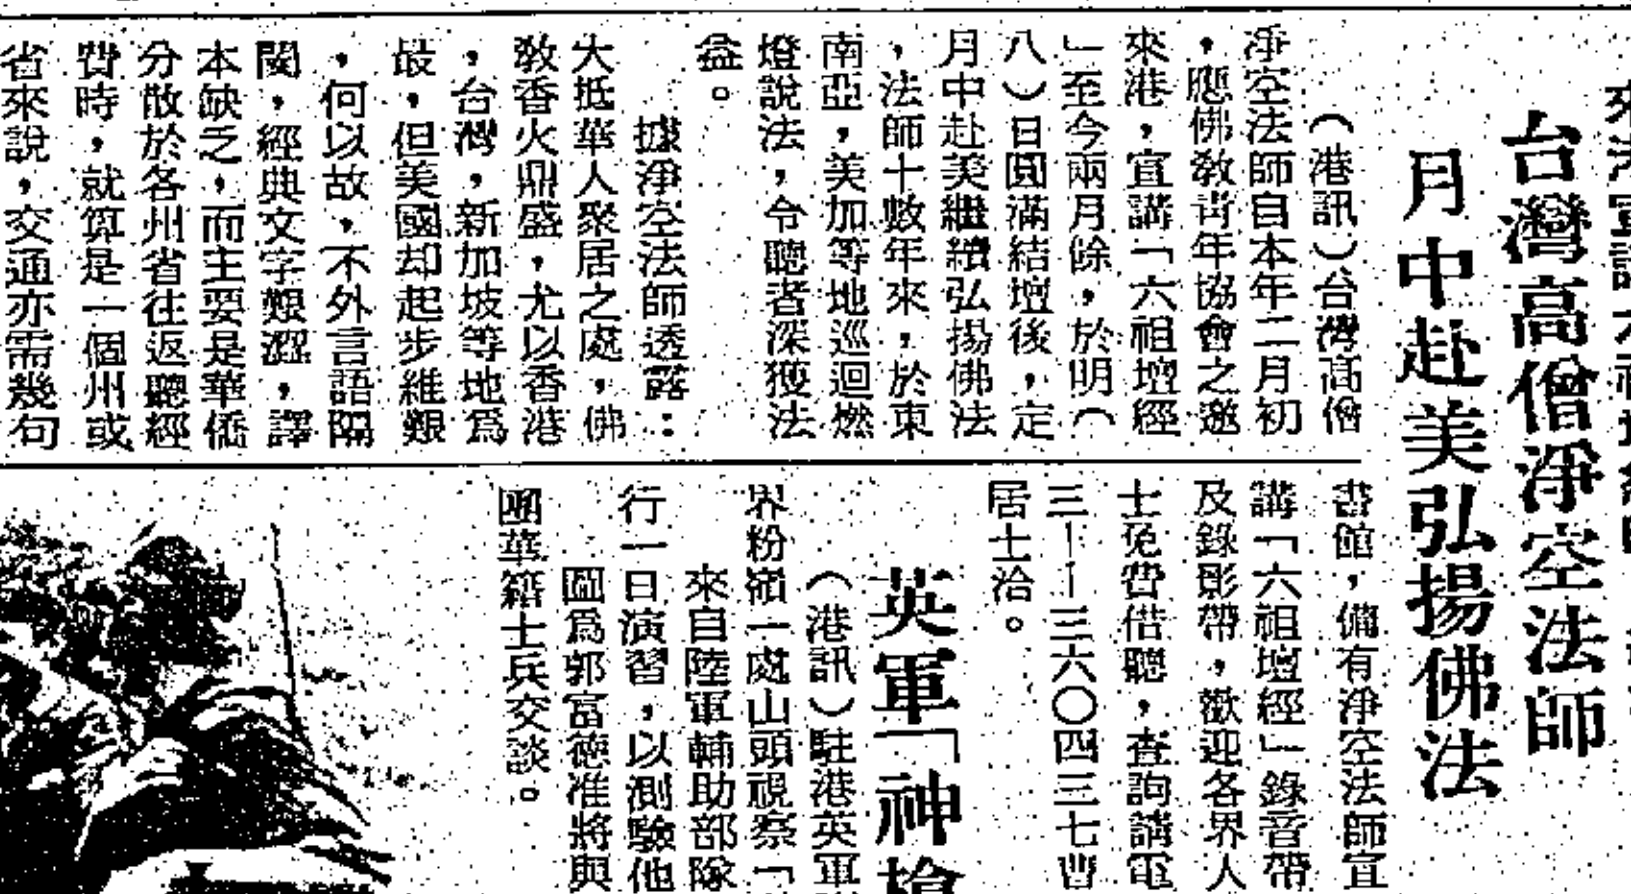 來港宣講六祖壇經
台灣高僧淨空法師
月中赴美弘揚佛法
（港訊）台灣高僧
淨空法師自本年二月初
，應佛敎靑年協會之邀
來港，宣講「六祖壇經
」至今兩月餘，於明（
八）日圓滿結壇後，定
月中赴美繼續弘揚佛法
，法師十數年來，於東
南亞，美加等地巡迴燃
燈說法，令聽者深獲法
益。
據淨空法師透露：
大抵華人聚居之處，佛
敎香火鼎盛，尤以香港
，台灣，新加坡等地爲
最，但美國却起步維艱
，何以故，不外言語隔
閡，經典文字艱澀，譯
本缺乏，而主要是華僑
分散於各州省往返聽經
費時，就算是一個州或
省來說，交通亦需幾句
書館，備有淨空法師宣
講「六祖壇經」錄音帶
及錄影帶，歡迎各界人
士免費借聽，查詢請電
三——三六〇四三七曹
居士洽。
英軍「神槍
（港訊）駐港英軍
界粉嶺一處山頭視察「
來自陸軍輔助部隊
行一日演習，以測驗他
圖爲郭富德准將與
團華籍士兵交談。